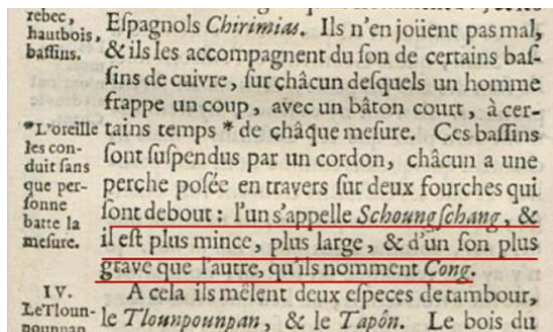 rebec,
hautbois,
bassins.
Eſpagnols Chirimias. Ils n'en joüent pas mal,
& ils les accompagnent du ſon de certains baſ-
ſins de cuivre, ſur châcun deſquels un homme
frappe un coup, avec un bâton court, à cer-
tains temps * de châque meſure. Ces baſſins
ſont ſuſpendus par un cordon, châcun a une
perche poſée en travers ſur deux fourches qui
ſont debout : l'un s'appelle Schoungſchang, &
il eſt plus mince, plus large, & d'un ſon plus
grave que l'autre, qu'ils nomment Cong.
*L'oreille
les con-
duit ſans
que per-
ſonne
batte la
meſure.
IV.
Le Tloun-
pounpan,
A cela ils mêlent deux eſpeces de tambour,
le Tlounpounpan, & le Tapôn. Le bois du